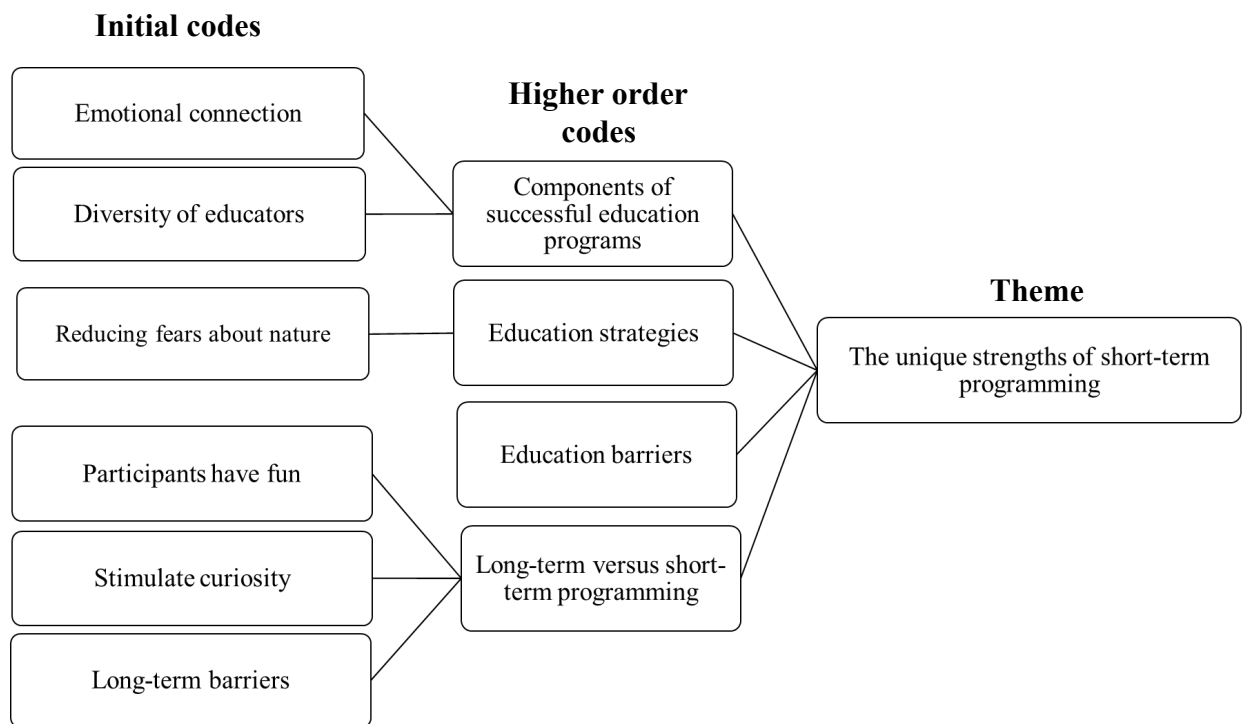 Initial codes
Emotional connection
Diversity of educators
Reducing fears about nature
Participants have fun
Stimulate curiosity
Long-term barriers
Higher order
codes
Components of
successful education
programs
Education strategies
Education barriers
Long-term versus short-
term programming
Theme
The unique strengths of short-term
programming